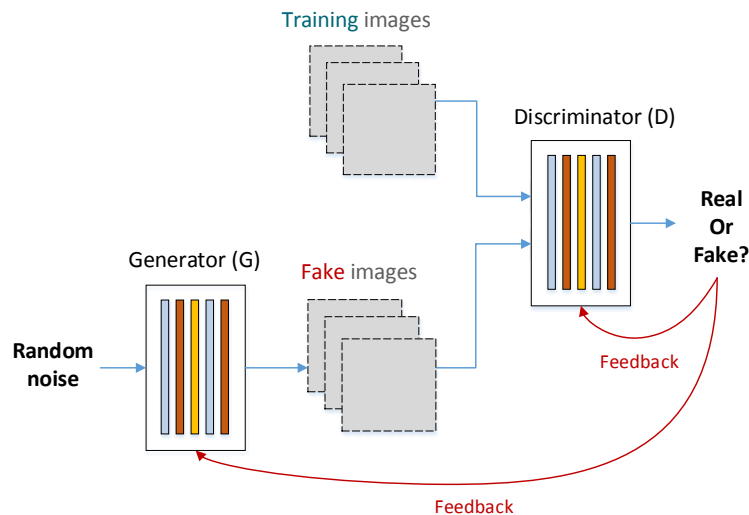 Training images
Discriminator (D)
Real
Or
Fake?
Generator (G)
Fake images
Random
noise
Feedback
Feedback